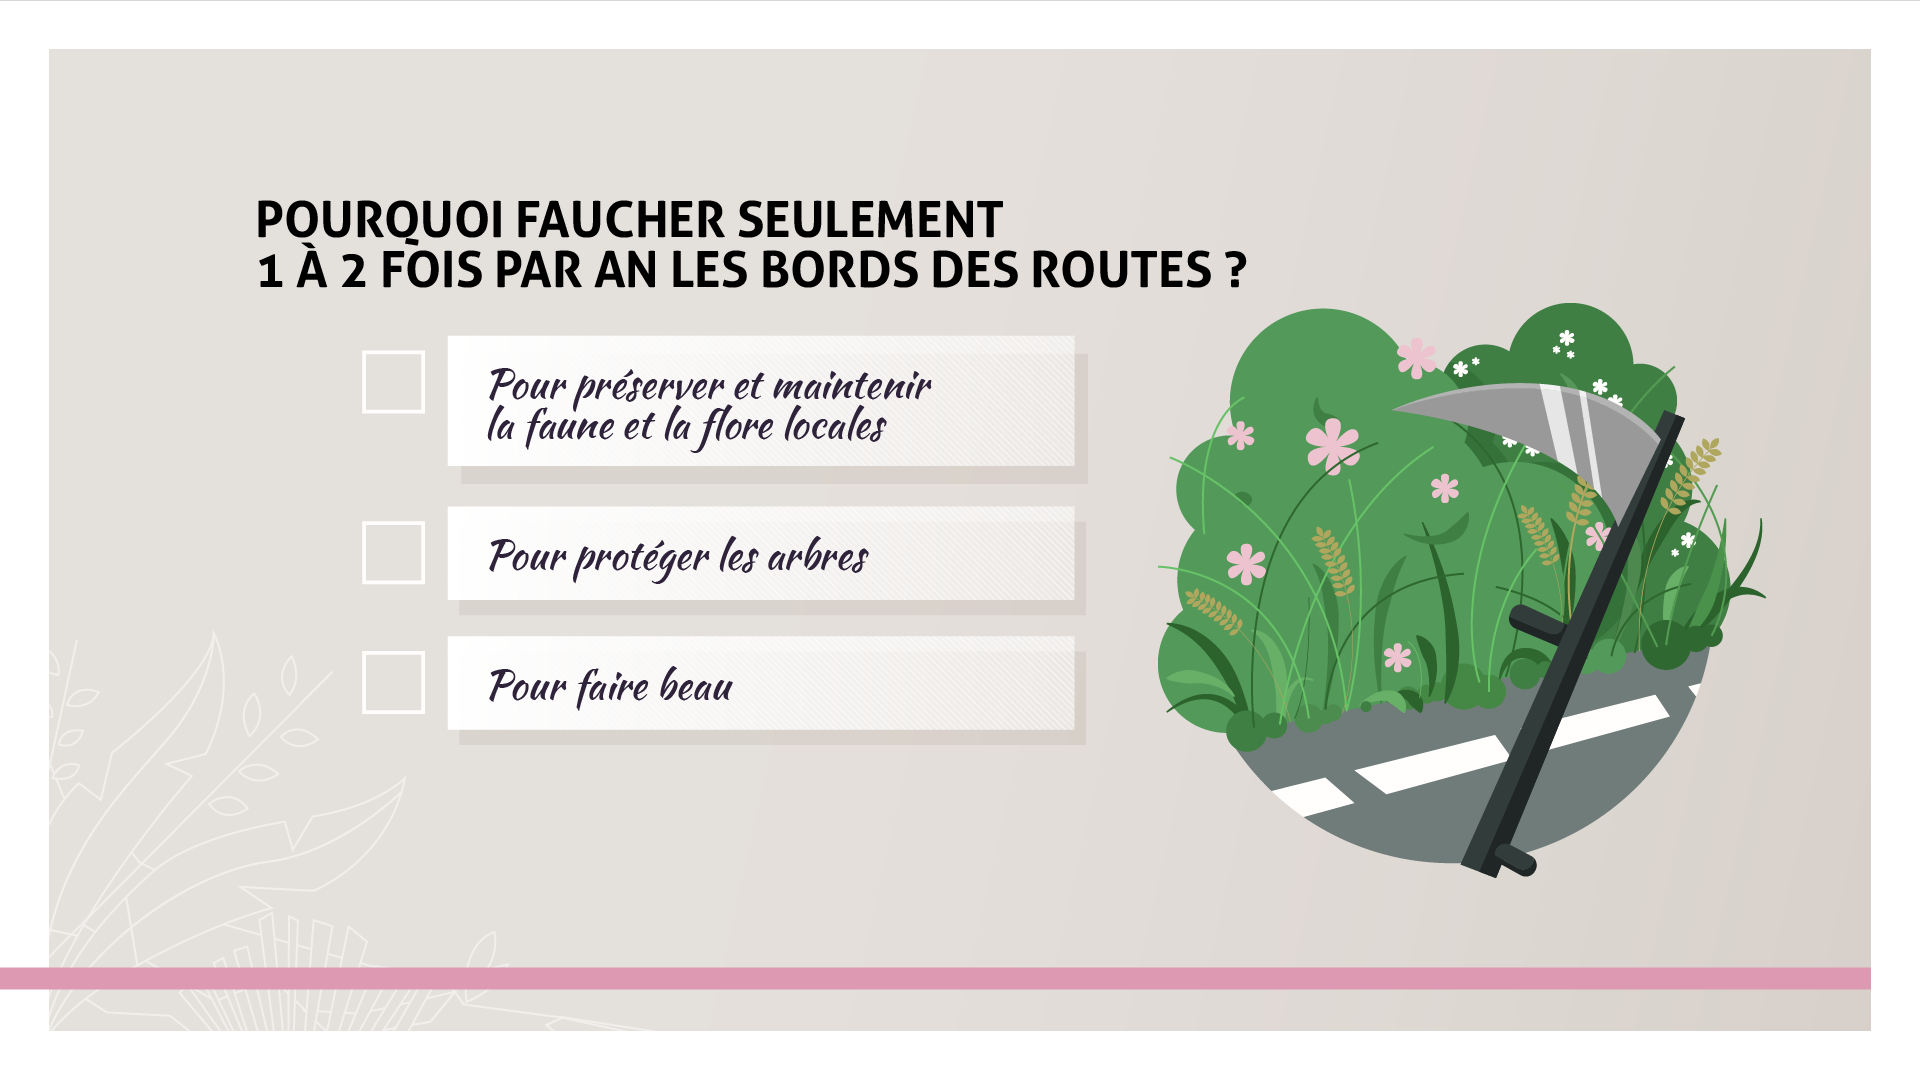 POURQUOI FAUCHER SEULEMENT
1 À 2 FOIS PAR AN LES BORDS DES ROUTES ?
Pour préserver et maintenir
la faune et la flore locales
Pour protéger les arbres
Pour faire beau